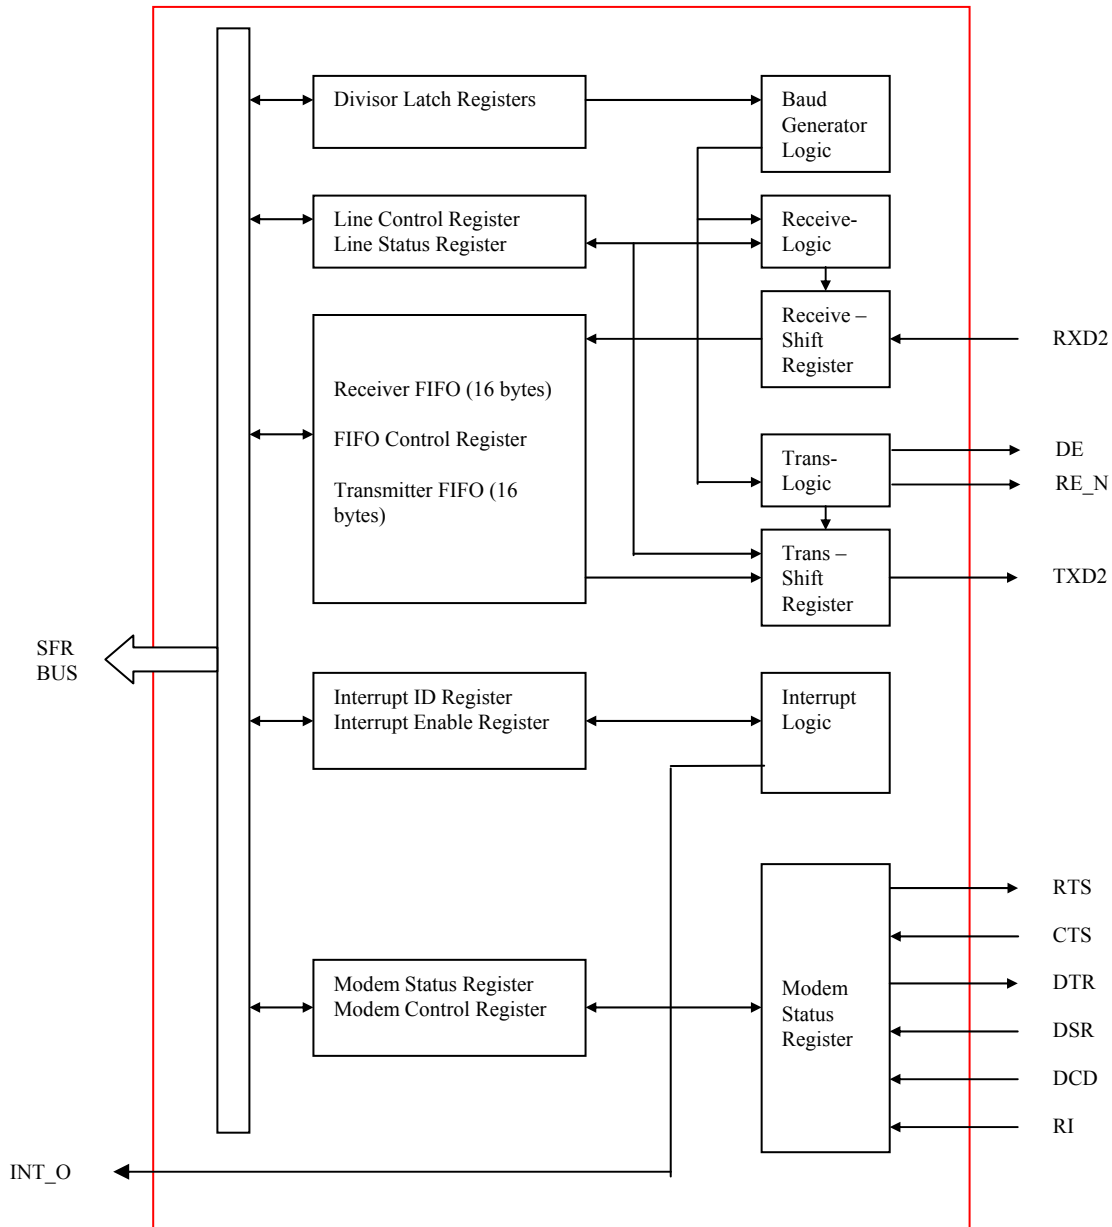 Divisor Latch Registers
Baud
Generator
Logic
Line Control Register
Line Status Register
Receive-
Logic
Receiver FIFO (16 bytes)
FIFO Control Register
Transmitter FIFO (16
bytes)
Receive –
Shift
Register
RXD2
Trans-
Logic
DE
RE_N
Trans –
Shift
Register
TXD2
SFR
BUS
Interrupt ID Register
Interrupt Enable Register
Interrupt
Logic
Modem Status Register
Modem Control Register
Modem
Status
Register
RTS
CTS
DTR
DSR
DCD
RI
INT_O